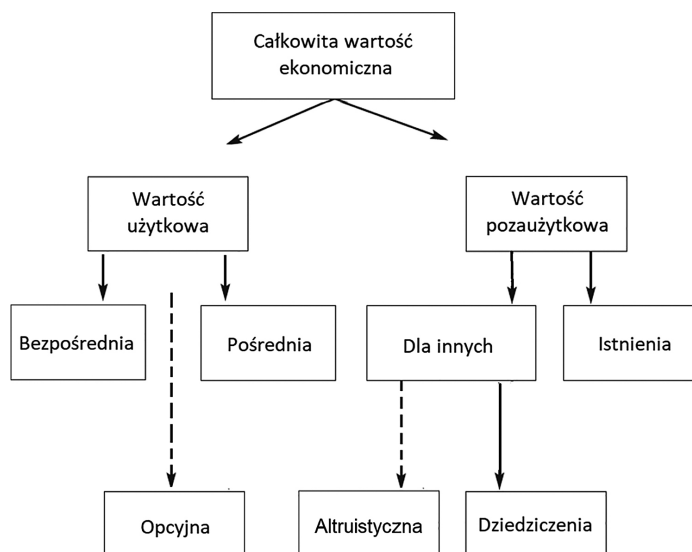 Całkowita wartość
ekonomiczna
Wartość
użytkowa
Wartość
pozaużytkowa
Bezpośrednia
Pośrednia
Dla innych
Istnienia
Opcyjna
Altruistyczna
Dziedziczenia